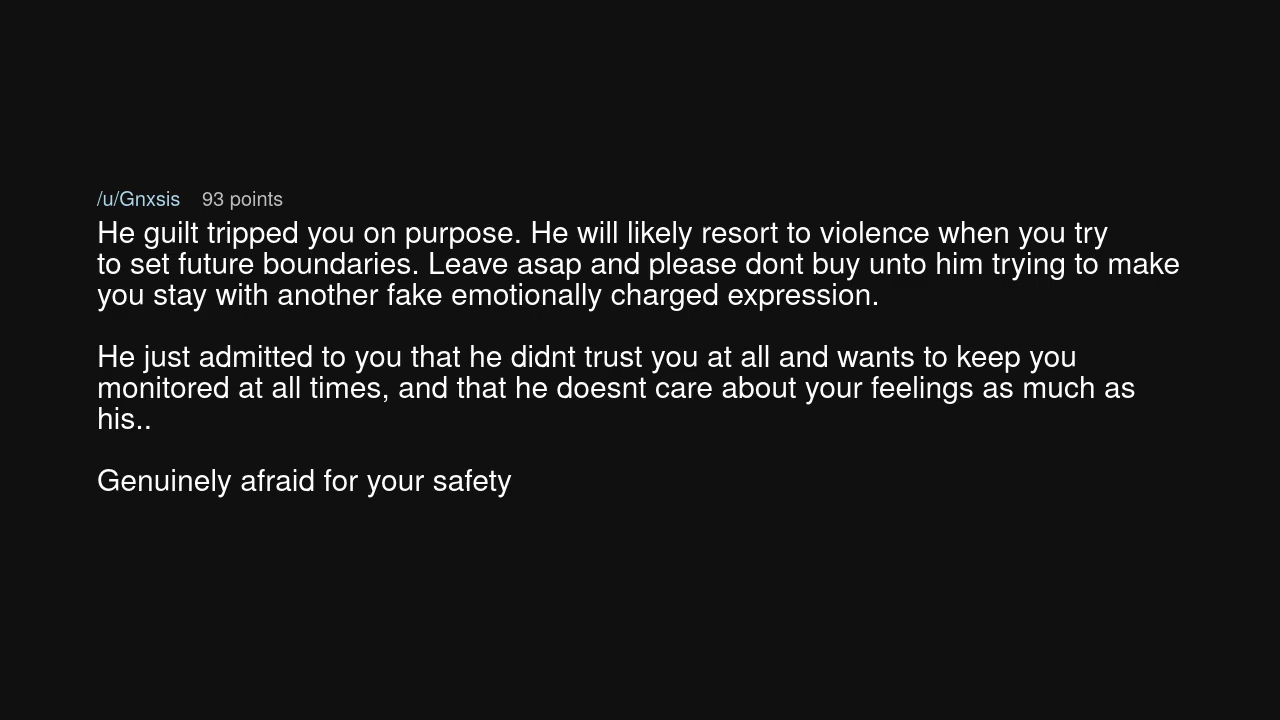 /u/Gnxsis 93 points
He guilt tripped you on purpose. He will likely resort to violence when you try
to set future boundaries. Leave asap and please dont buy unto him trying to make
you stay with another fake emotionally charged expression.
He just admitted to you that he didnt trust you at all and wants to keep you
monitored at all times, and that he doesnt care about your feelings as much as
his..
Genuinely afraid for your safety